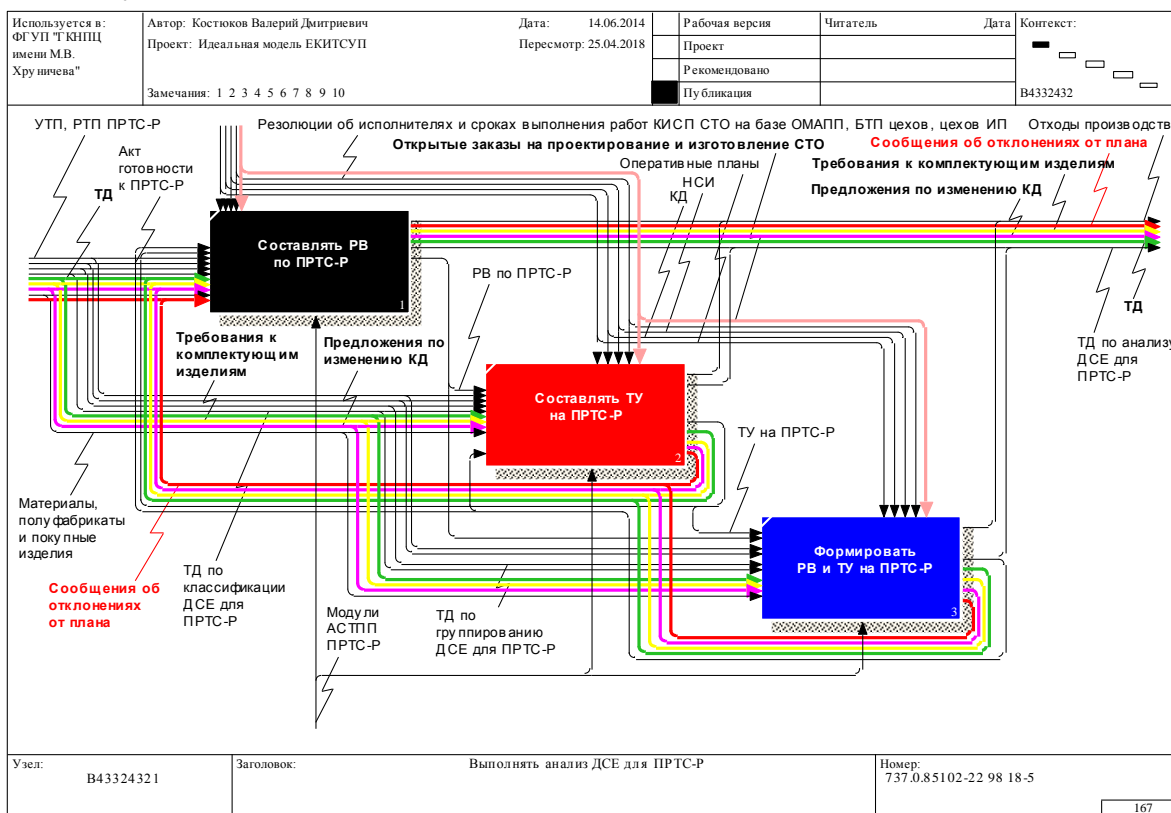 Используется в:
ФГУП "ГКНПЦ
имени М.В.
Хруничева"
Автор: Костюков Валерий Дмитриевич
Дата: 14.06.2014
Проект: Идеальная модель ЕКИТСУП
Пересмотр: 25.04.2018
Замечания: 1 2 3 4 5 6 7 8 9 10
Рабочая версия
Проект
Рекомендовано
Публикация
Читатель
Дата
Контекст:
B4332432
УТП, РТП ПРТС-Р
Резолюции об исполнителях и сроках выполнения работ КИСП СТО на базе ОМАПП, БТП цехов, цехов ИП
Отходы производств
Акт
готовности
к ПРТС-Р
ТД
Открытые заказы на проектирование и изготовление СТО
Сообщения об отклонениях от плана
Оперативные планы
Требования к комплектующим изделиям
НСИ
КД
Предложения по изменению КД
Составлять РВ
по ПРТС-Р
1
РВ по ПРТС-Р
ТД
Требования к
комплектующим
изделиям
Предложения по
изменению КД
ТД по анализу
ДСЕ для
ПРТС-Р
Составлять ТУ
на ПРТС-Р
2
ТУ на ПРТС-Р
Материалы,
полуфабрикаты
и покупные
изделия
Формировать
РВ и ТУ на ПРТС-Р
3
Сообщения об
отклонениях
от плана
ТД по
классификации
ДСЕ для
ПРТС-Р
Модули
АСТПП
ПРТС-Р
ТД по
группированию
ДСЕ для ПРТС-Р
Узел:
B43324321
Заголовок:
Выполнять анализ ДСЕ для ПРТС-Р
Номер:
737.0.85102-22 98 18-5
167